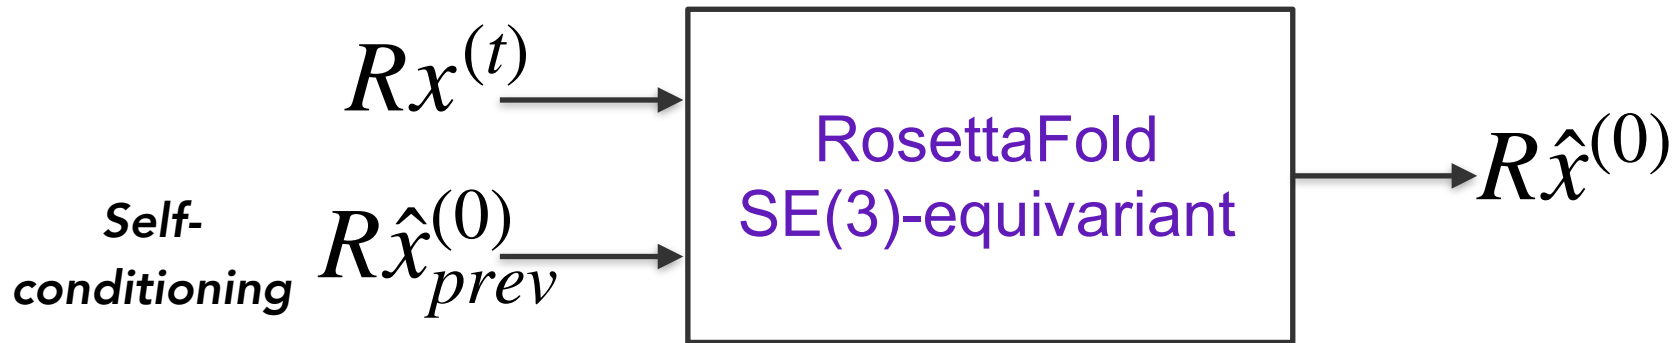 Rx^(t)
RosettaFold
SE(3)-equivariant
Self-
conditioning
Rx̂_prev^(0)
Rx̂^(0)